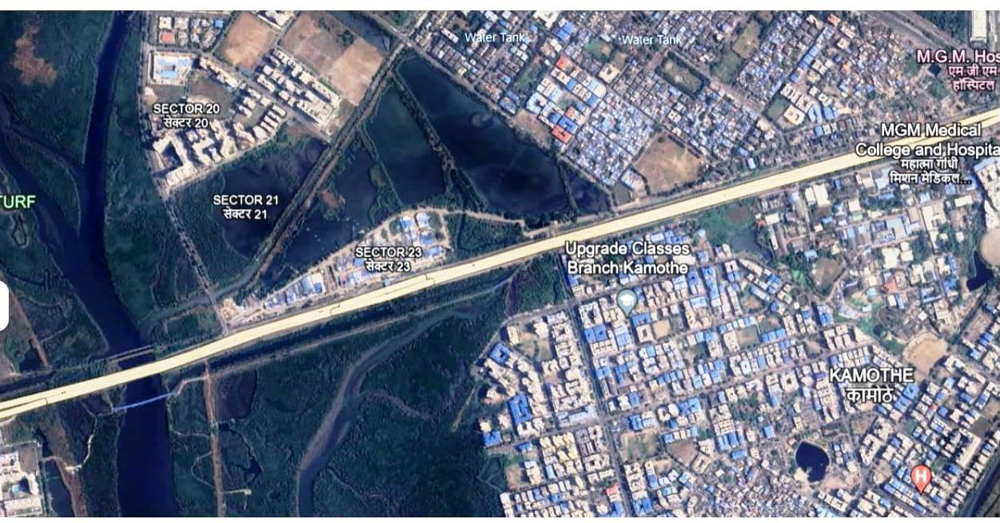 Water Tank
Water Tank
M.G.M. Hos
एम जी एम
हॉस्पिटल
SECTOR 20
सेक्टर 20
MGM Medical
College and Hospita
महात्मा गांधी
मिशन मेडिकल...
SECTOR 21
सेक्टर 21
TURF
SECTOR 23
सेक्टर 23
Upgrade Classes
Branch Kamothe
KAMOTHE
कामोठे
H